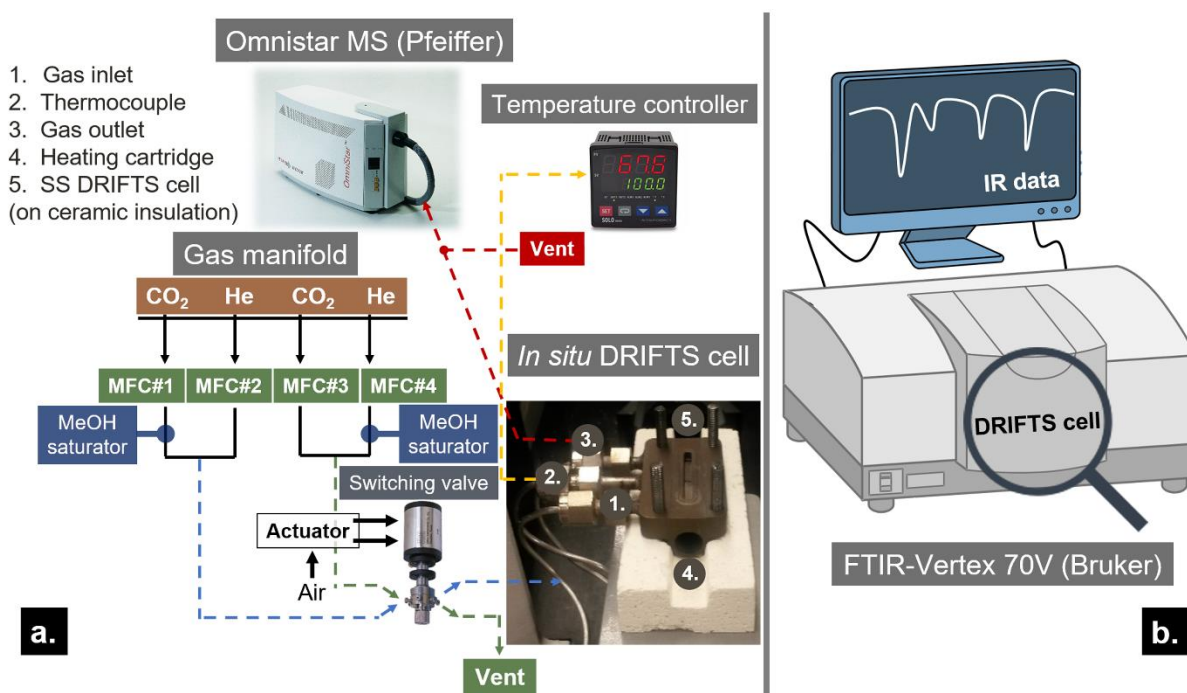 a.
Omnistar MS (Pfeiffer)
1. Gas inlet
2. Thermocouple
3. Gas outlet
4. Heating cartridge
5. SS DRIFTS cell
(on ceramic insulation)
OmniStar
Temperature controller
67.6
100.0
SET
SOLO
Vent
Gas manifold
CO₂ He CO₂ He
MFC#1 MFC#2 MFC#3 MFC#4
MeOH
saturator
MeOH
saturator
Switching valve
Actuator
Air
Vent
In situ DRIFTS cell
5.
3.
2.
1.
4.
b.
IR data
DRIFTS cell
FTIR-Vertex 70V (Bruker)